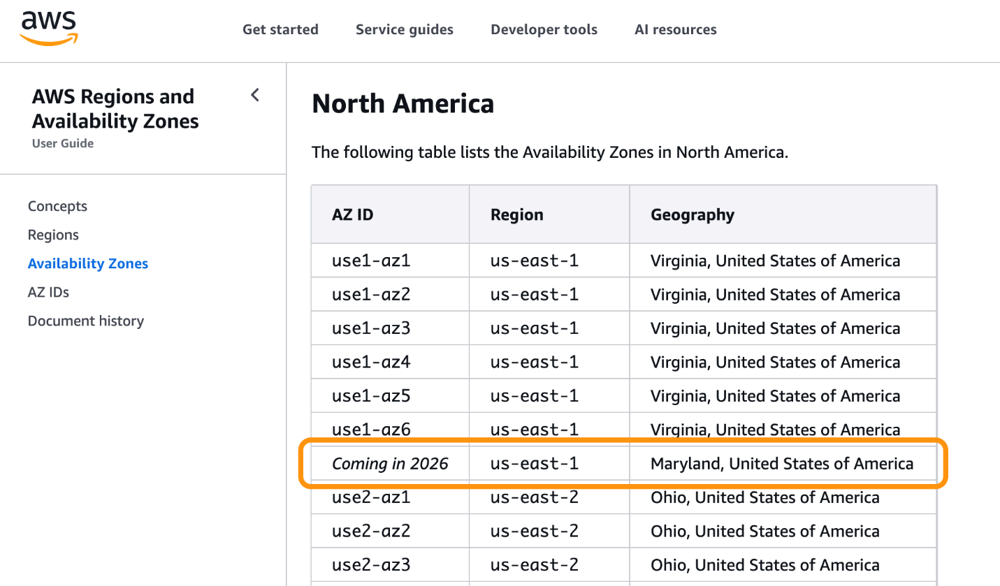 aws
Get started Service guides Developer tools AI resources
AWS Regions and
Availability Zones
User Guide
Concepts
Regions
Availability Zones
AZ IDs
Document history
North America
The following table lists the Availability Zones in North America.
AZ ID Region Geography
use1-az1 us-east-1 Virginia, United States of America
use1-az2 us-east-1 Virginia, United States of America
use1-az3 us-east-1 Virginia, United States of America
use1-az4 us-east-1 Virginia, United States of America
use1-az5 us-east-1 Virginia, United States of America
use1-az6 us-east-1 Virginia, United States of America
Coming in 2026 us-east-1 Maryland, United States of America
use2-az1 us-east-2 Ohio, United States of America
use2-az2 us-east-2 Ohio, United States of America
use2-az3 us-east-2 Ohio, United States of America